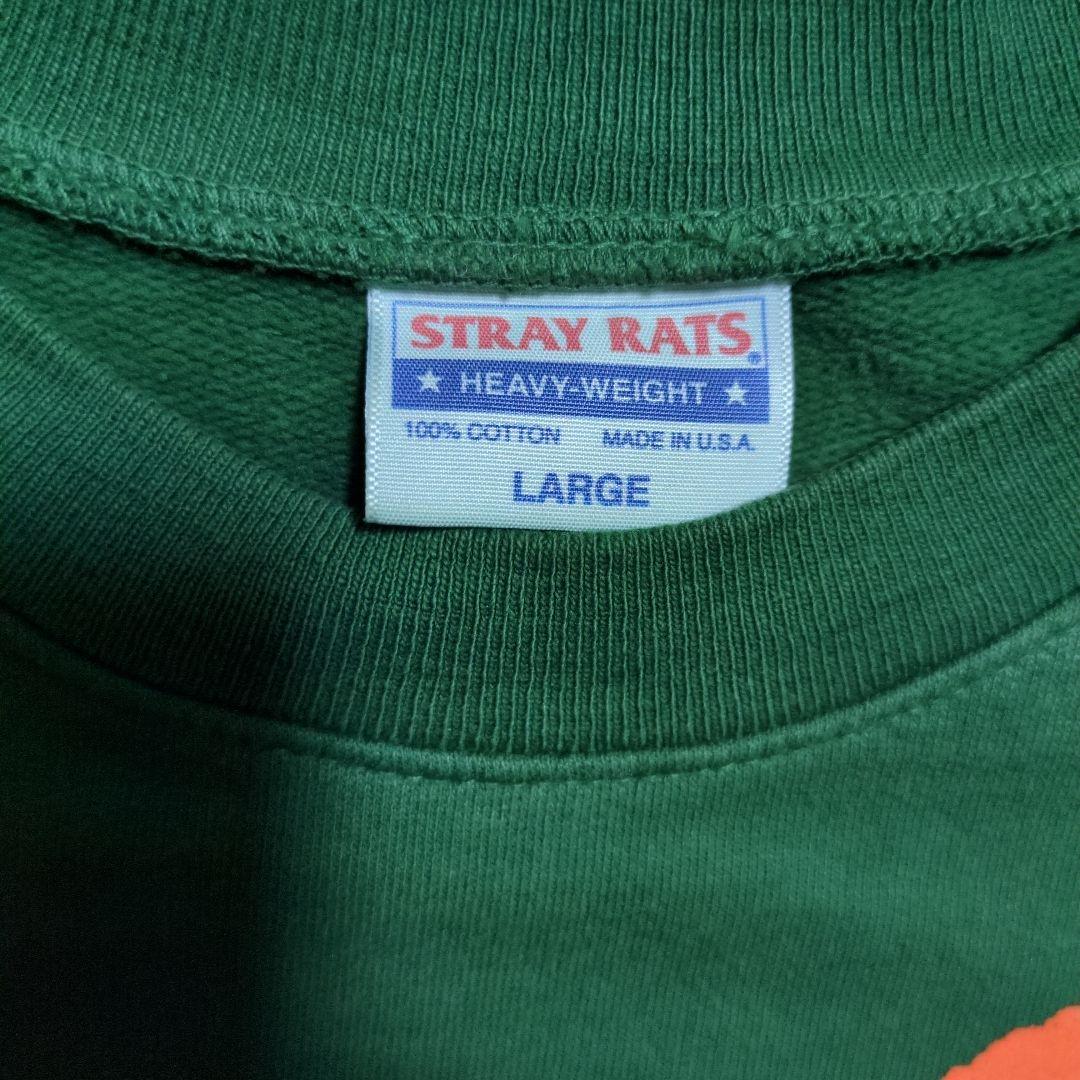 STRAY RATS®
★ HEAVY-WEIGHT ★
100% COTTON MADE IN U.S.A.
LARGE